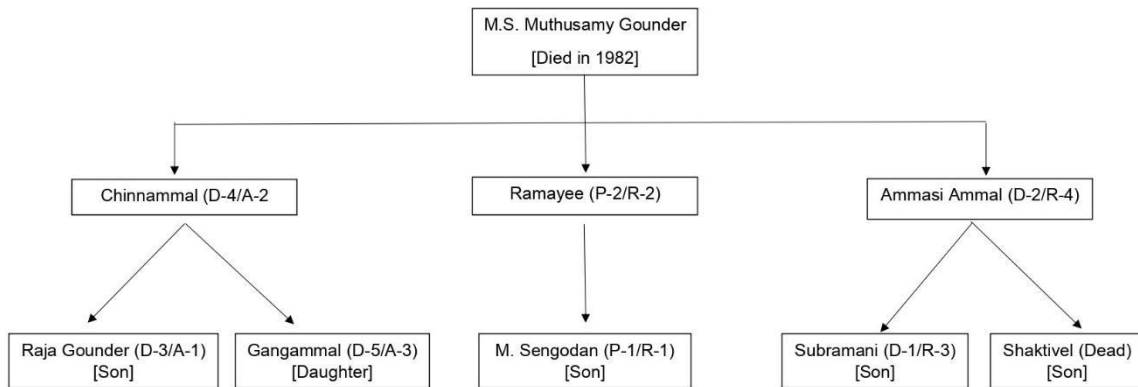 M.S. Muthusamy Gounder
[Died in 1982]
Chinnammal (D-4/A-2
Ramayee (P-2/R-2)
Ammasi Ammal (D-2/R-4)
Raja Gounder (D-3/A-1)
[Son]
Gangammal (D-5/A-3)
[Daughter]
M. Sengodan (P-1/R-1)
[Son]
Subramani (D-1/R-3)
[Son]
Shaktivel (Dead)
[Son]